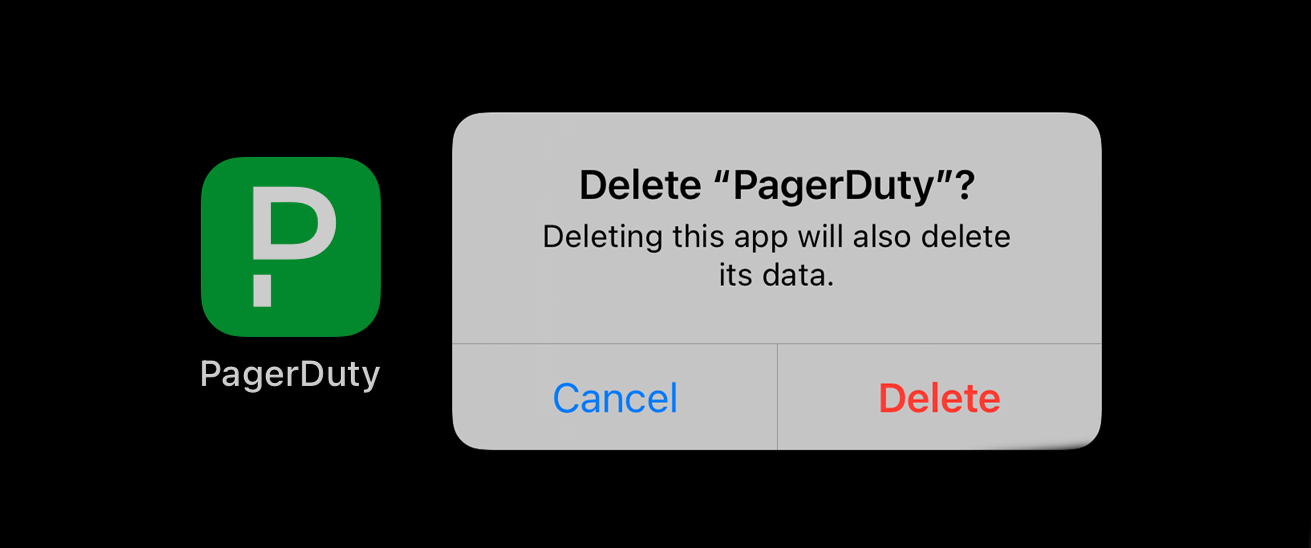 P
PagerDuty
Delete “PagerDuty”?
Deleting this app will also delete
its data.
Cancel
Delete